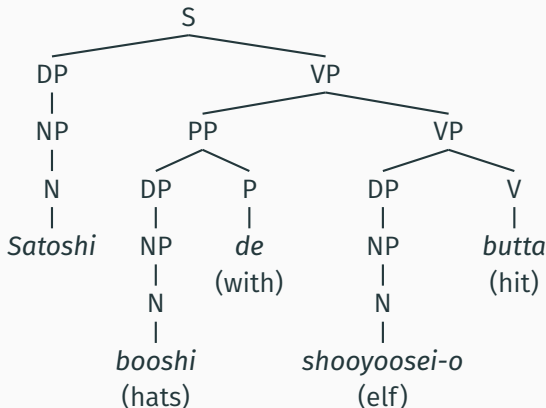 S
DP VP
NP PP VP
N DP P DP V
Satoshi NP de NP butta
(with) (hit)
N N
booshi shooyoosei-o
(hats) (elf)